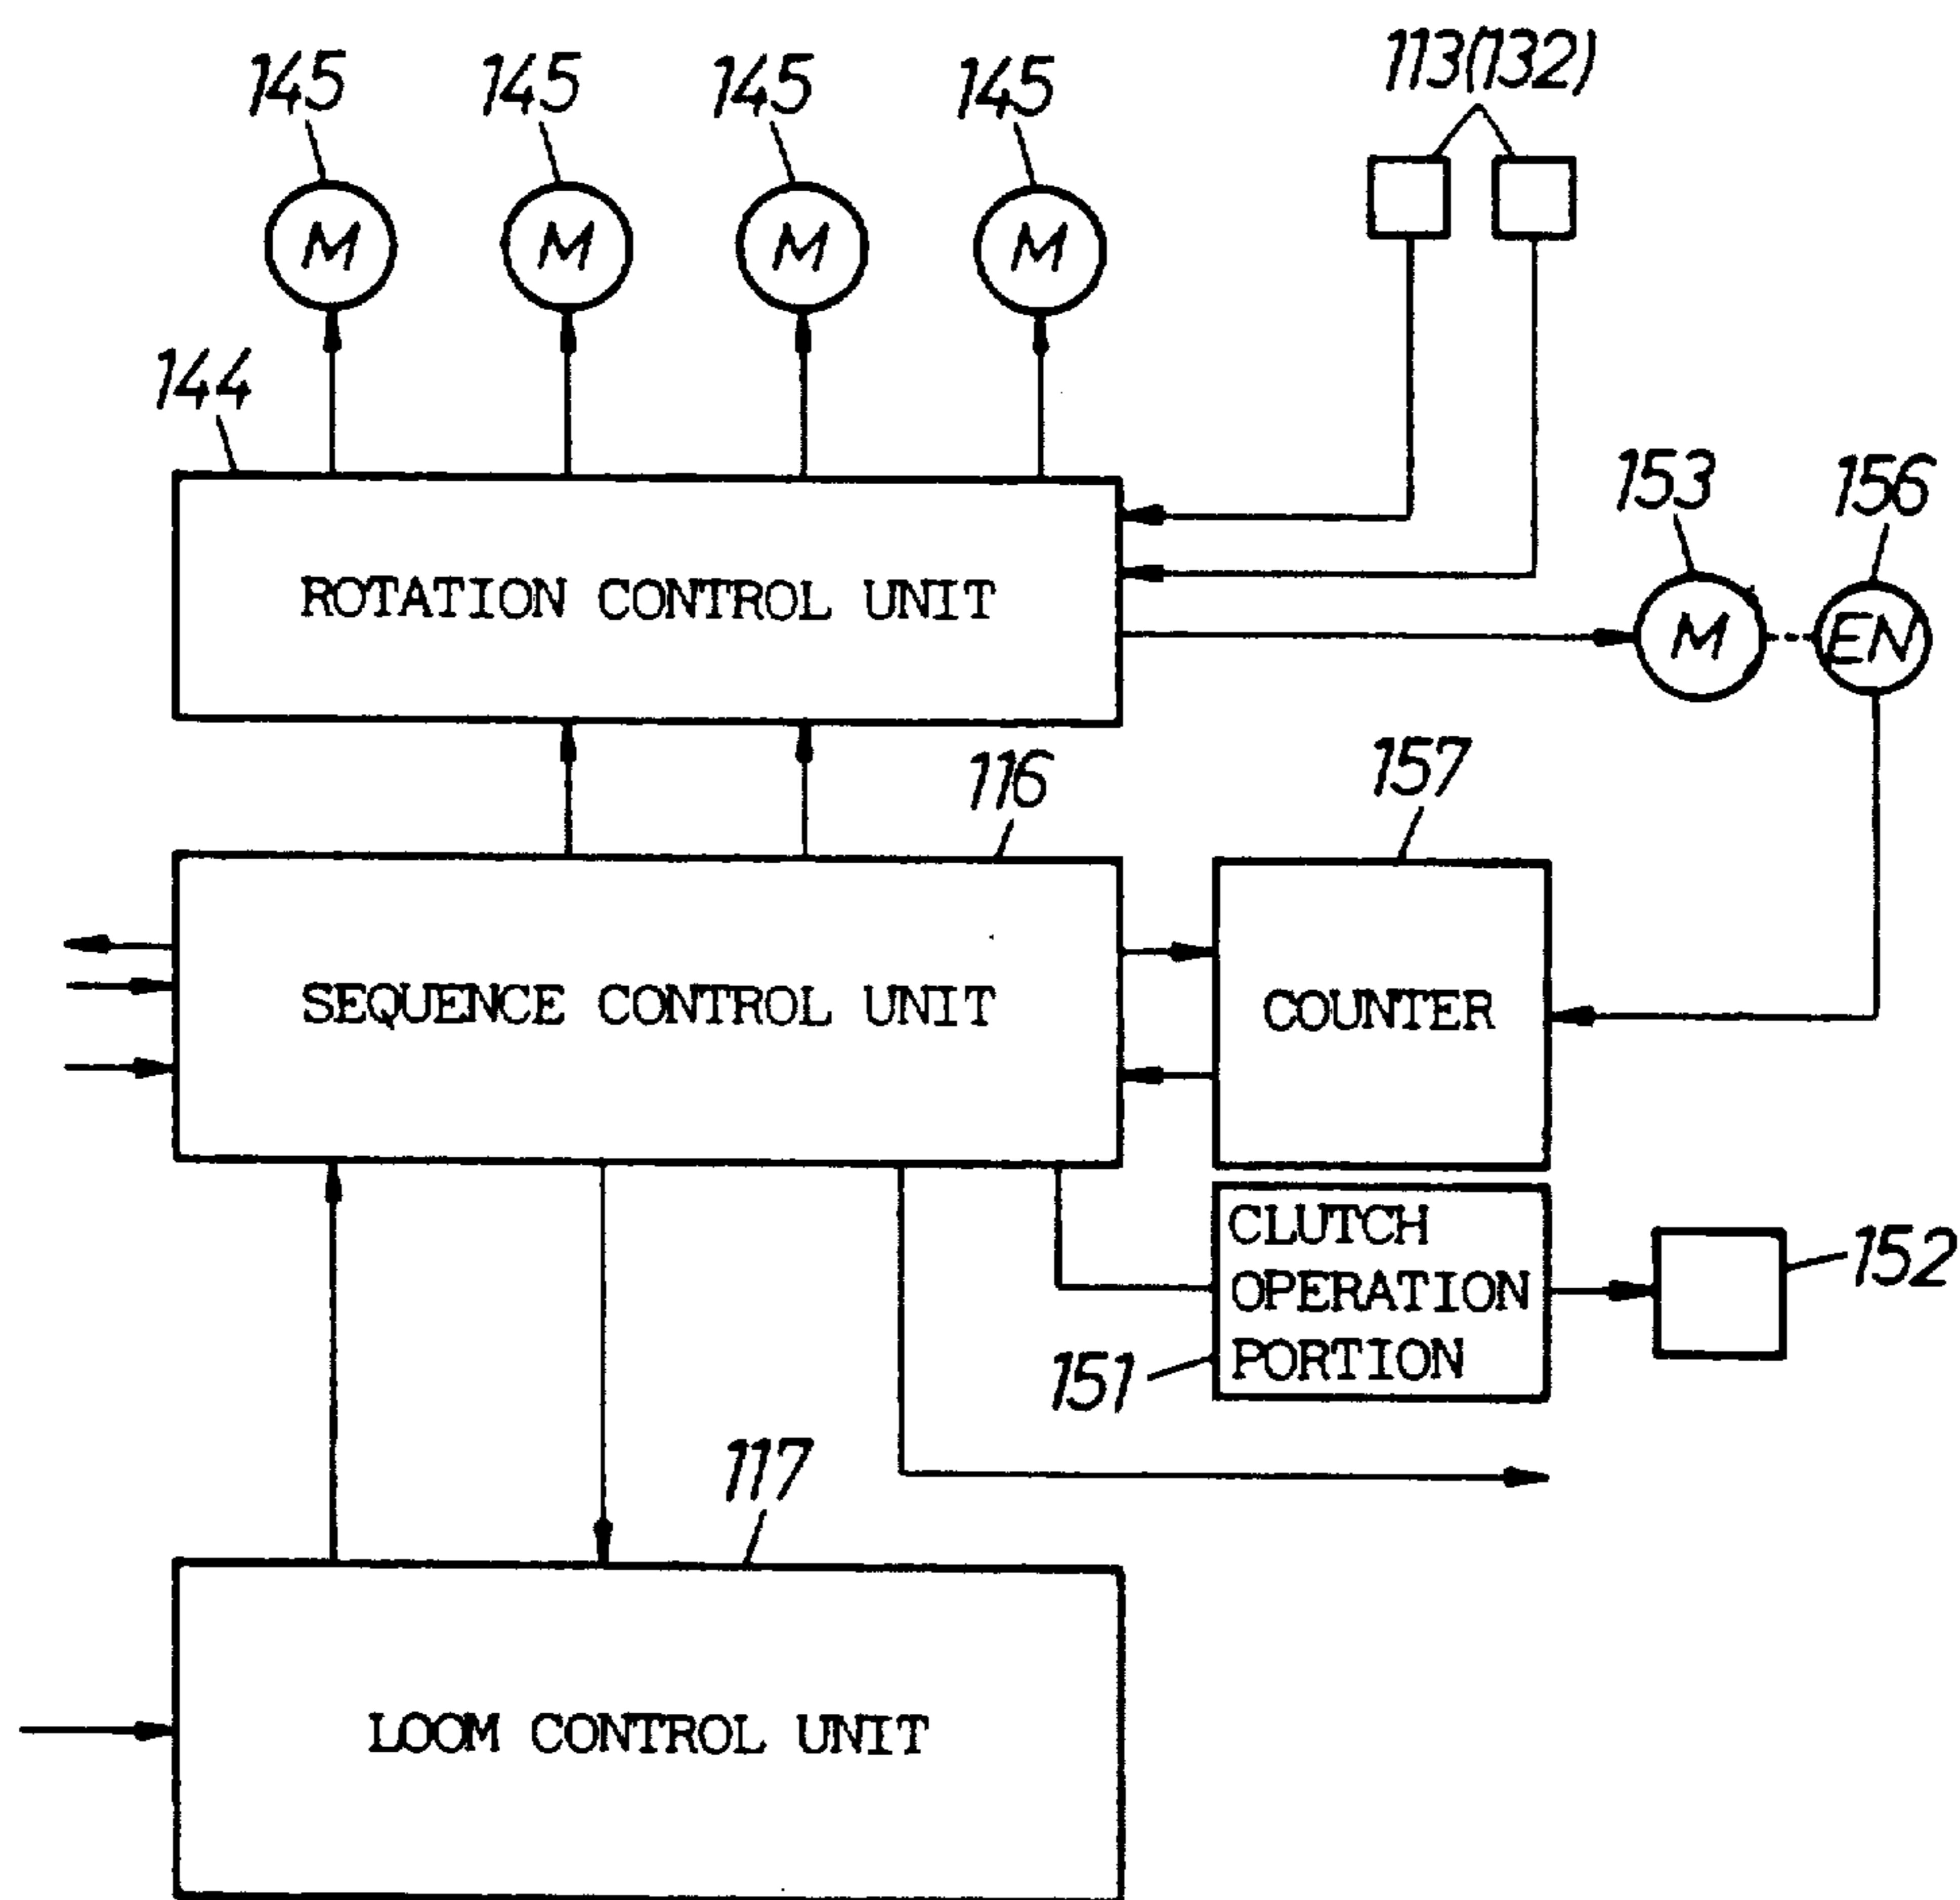 145 145 145 145 113(132)
M M M M
144
153 156
ROTATION CONTROL UNIT
M EN
116 157
SEQUENCE CONTROL UNIT
COUNTER
CLUTCH
OPERATION
PORTION
152
151
117
LOOM CONTROL UNIT